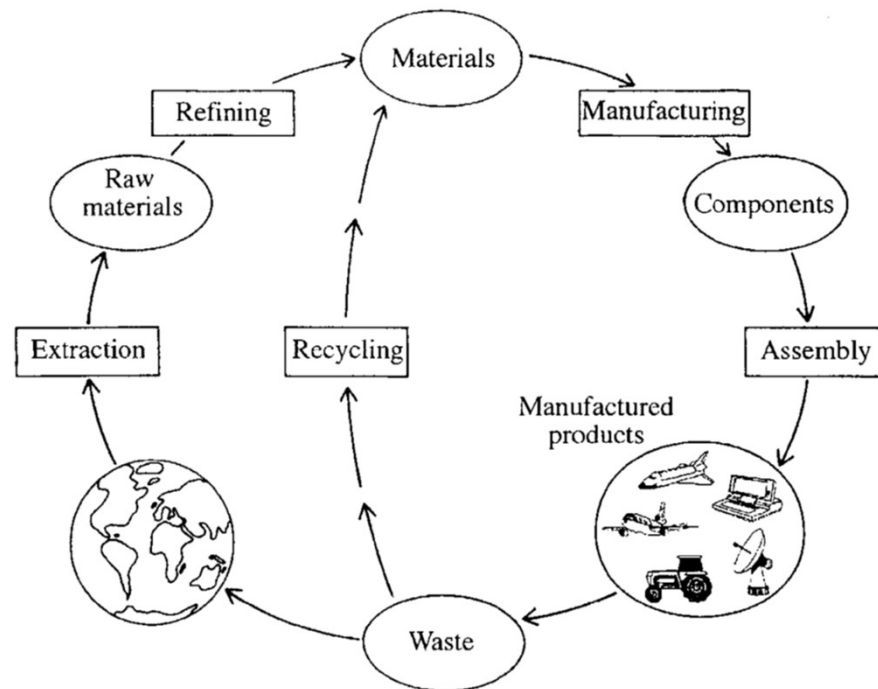 Materials
Refining
Manufacturing
Raw
materials
Components
Extraction
Recycling
Assembly
Manufactured
products
Waste